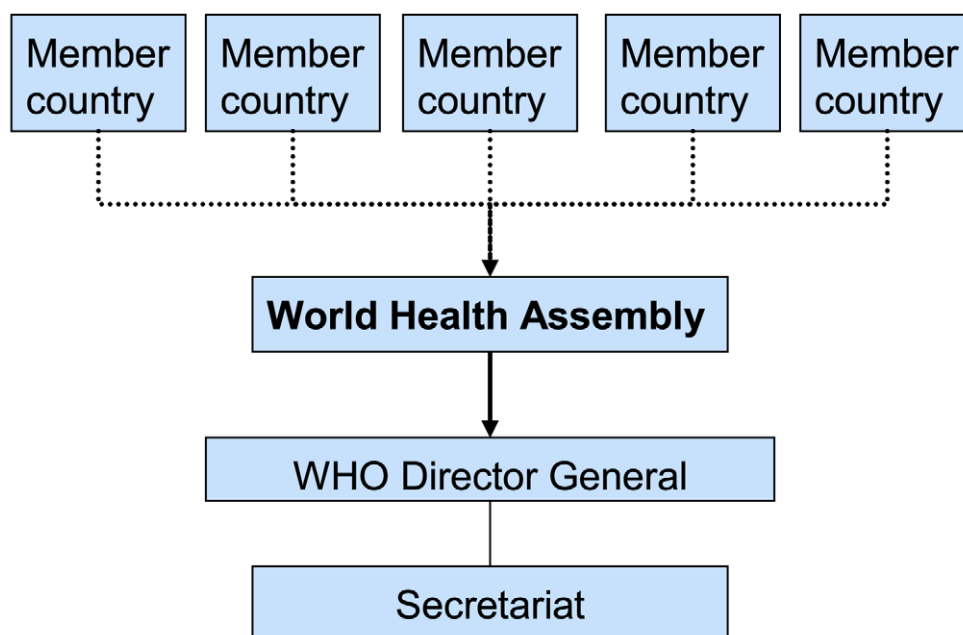 Member
country
Member
country
Member
country
Member
country
Member
country
World Health Assembly
WHO Director General
Secretariat